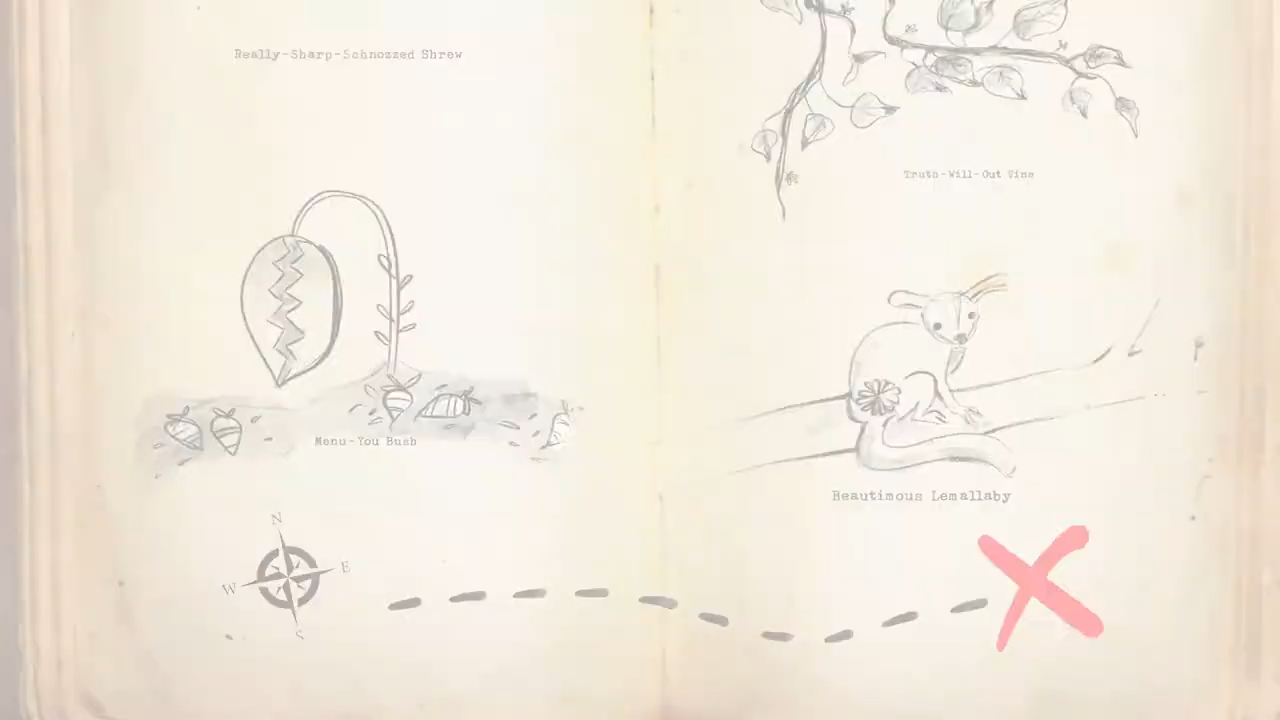 Really-Sharp-Schnozzed Shrew
Truth-Will-Out Vine
Menu-You Bush
Beautimous Lemallaby
N
W
E
S